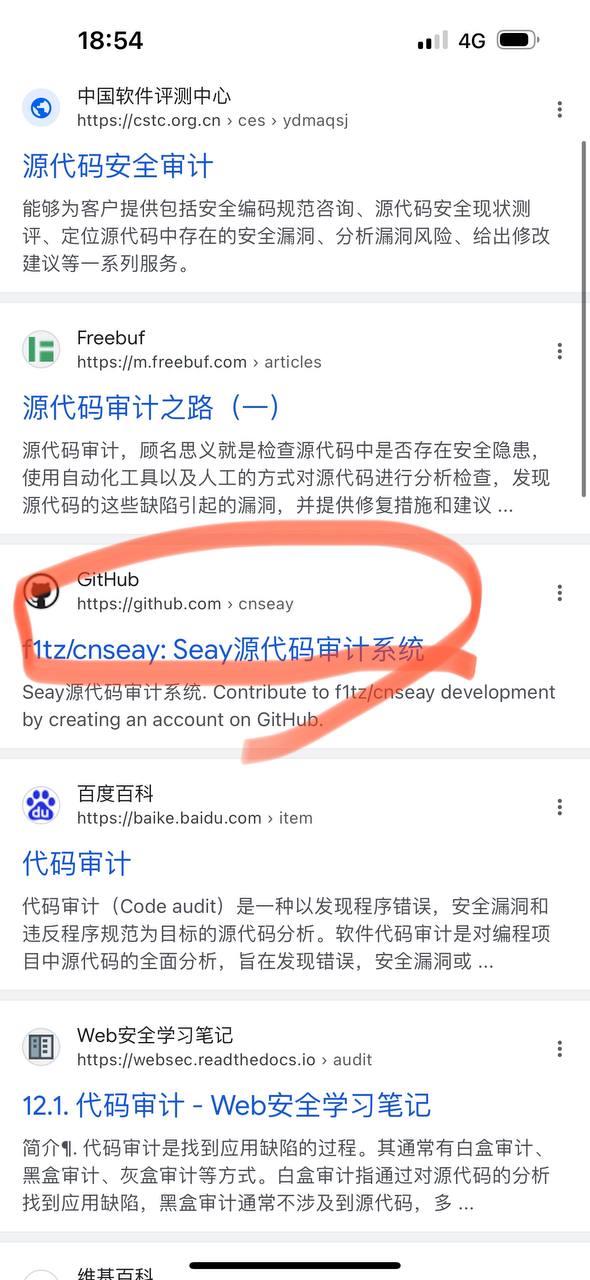 18:54
4G
中国软件评测中心
https://cstc.org.cn › ces › ydmaqsj
源代码安全审计
能够为客户提供包括安全编码规范咨询、源代码安全现状测
评、定位源代码中存在的安全漏洞、分析漏洞风险、给出修改
建议等一系列服务。
Freebuf
https://m.freebuf.com › articles
源代码审计之路（一）
源代码审计，顾名思义就是检查源代码中是否存在安全隐患，
使用自动化工具以及人工的方式对源代码进行分析检查，发现
源代码的这些缺陷引起的漏洞，并提供修复措施和建议 ...
GitHub
https://github.com › cnseay
f1tz/cnseay: Seay源代码审计系统
Seay源代码审计系统. Contribute to f1tz/cnseay development
by creating an account on GitHub.
du
百度百科
https://baike.baidu.com › item
代码审计
代码审计（Code audit）是一种以发现程序错误，安全漏洞和
违反程序规范为目标的源代码分析。软件代码审计是对编程项
目中源代码的全面分析，旨在发现错误，安全漏洞或 ...
Web安全学习笔记
https://websec.readthedocs.io › audit
12.1. 代码审计 - Web安全学习笔记
简介¶. 代码审计是找到应用缺陷的过程。其通常有白盒审计、
黑盒审计、灰盒审计等方式。白盒审计指通过对源代码的分析
找到应用缺陷，黑盒审计通常不涉及到源代码，多 ...
维基百科